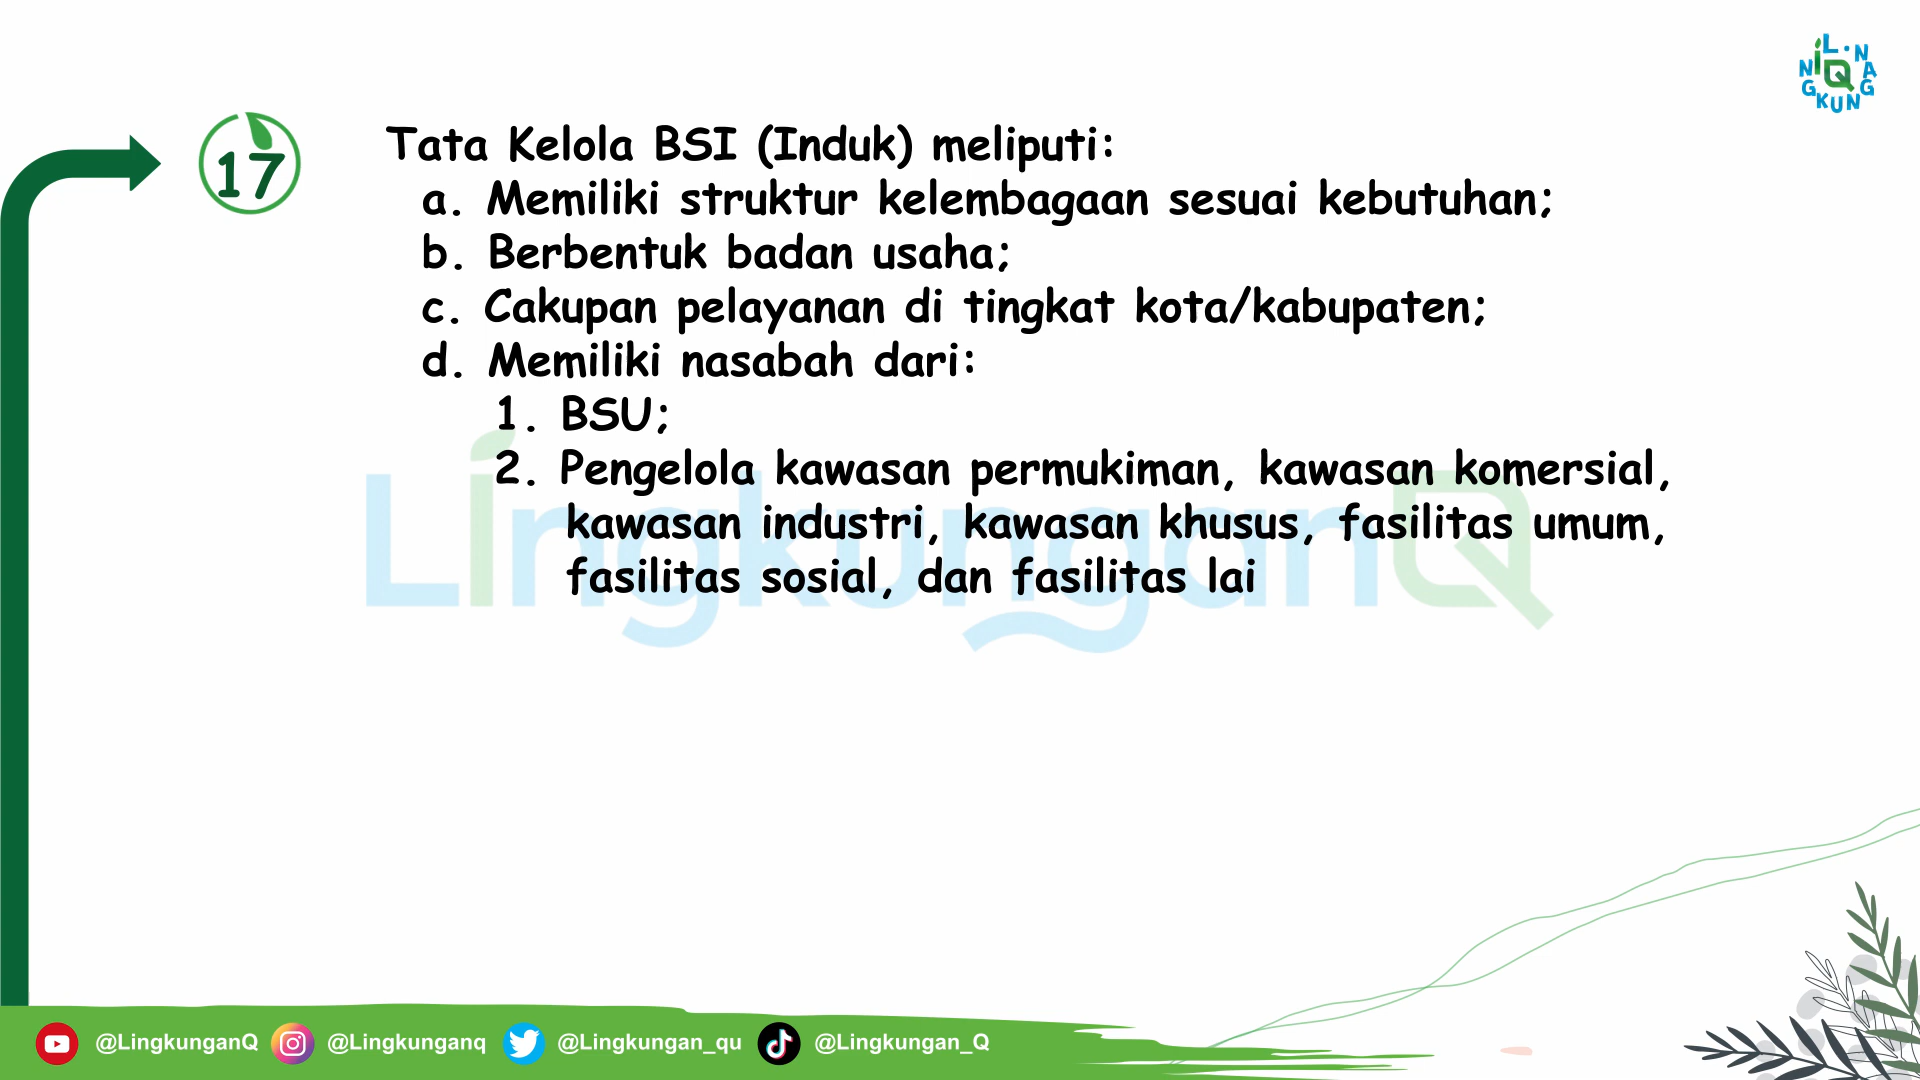 17
Tata Kelola BSI (Induk) meliputi:
a. Memiliki struktur kelembagaan sesuai kebutuhan;
b. Berbentuk badan usaha;
c. Cakupan pelayanan di tingkat kota/kabupaten;
d. Memiliki nasabah dari:
1. BSU;
2. Pengelola kawasan permukiman, kawasan komersial,
kawasan industri, kawasan khusus, fasilitas umum,
fasilitas sosial, dan fasilitas lai
LingkunganQ
LINGKUNGAN Q
@LingkunganQ @Lingkunganq @Lingkungan_qu @Lingkungan_Q